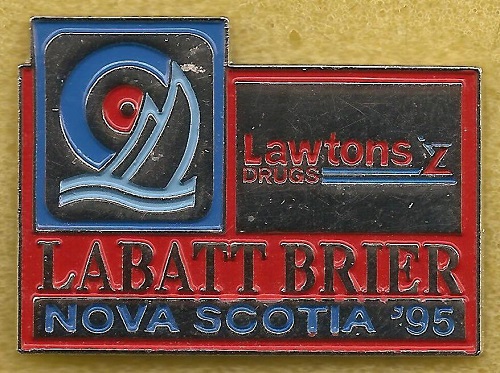 Lawtons
DRUGS
LABATT BRIER
NOVA SCOTIA '95